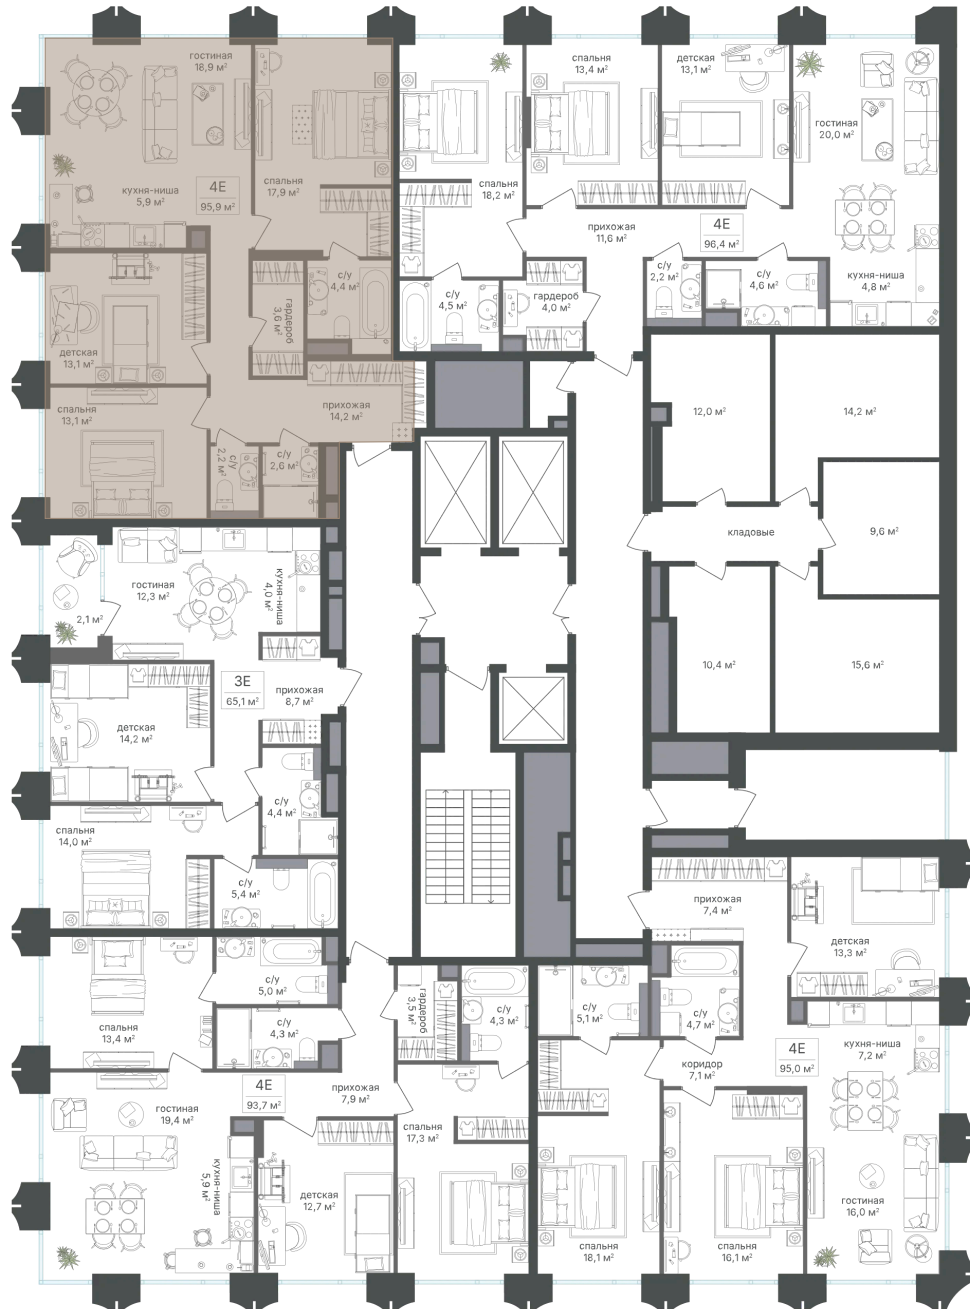 гостиная
18,9 м²
спальня
17,9 м²
кухня-ниша
5,9 м²
4Е
95,9 м²
с/у
4,4 м²
гардероб
3,6 м²
детская
13,1 м²
спальня
13,1 м²
прихожая
14,2 м²
с/у
2,2 м²
с/у
2,6 м²
спальня
18,2 м²
спальня
13,4 м²
детская
13,1 м²
гостиная
20,0 м²
прихожая
11,6 м²
4Е
96,4 м²
с/у
4,5 м²
гардероб
4,0 м²
с/у
2,2 м²
с/у
4,6 м²
кухня-ниша
4,8 м²
12,0 м²
14,2 м²
9,6 м²
кладовые
10,4 м²
15,6 м²
гостиная
12,3 м²
кухня-ниша
4,0 м²
2,1 м²
3Е
65,1 м²
прихожая
8,7 м²
детская
14,2 м²
с/у
4,4 м²
спальня
14,0 м²
с/у
5,4 м²
с/у
5,0 м²
спальня
13,4 м²
с/у
4,3 м²
гардероб
3,5 м²
с/у
4,3 м²
4Е
93,7 м²
прихожая
7,9 м²
гостиная
19,4 м²
кухня-ниша
5,9 м²
детская
12,7 м²
спальня
17,3 м²
прихожая
7,4 м²
детская
13,3 м²
с/у
5,1 м²
с/у
4,7 м²
коридор
7,1 м²
4Е
95,0 м²
кухня-ниша
7,2 м²
гостиная
16,0 м²
спальня
18,1 м²
спальня
16,1 м²